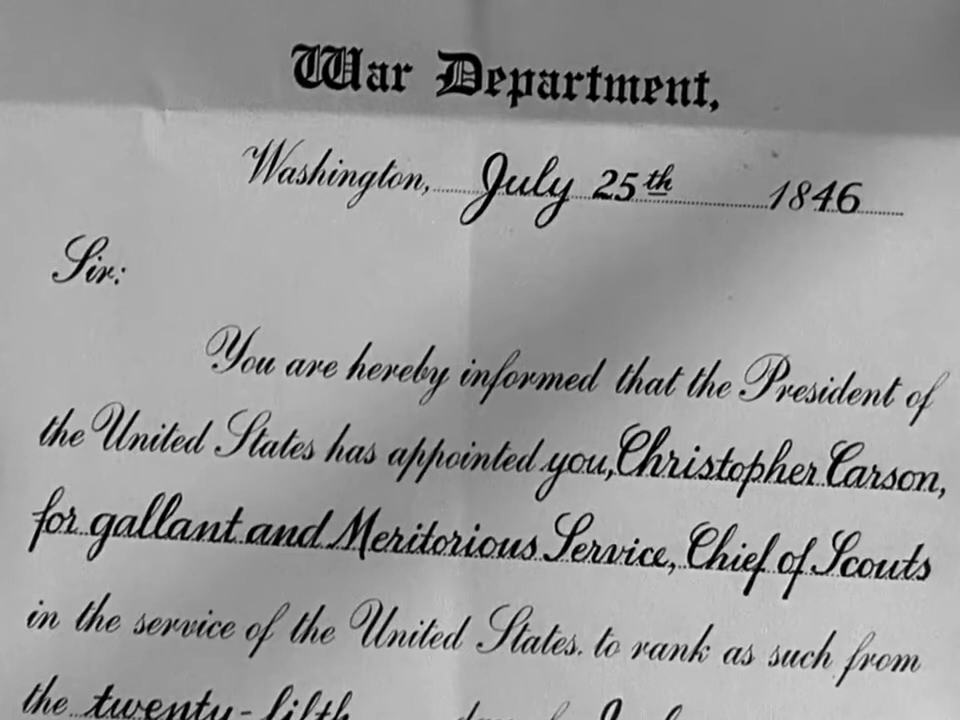 War Department,
Washington, July 25th 1846
Sir:
You are hereby informed that the President of
the United States has appointed you, Christopher Carson,
for gallant and Meritorious Service, Chief of Scouts
in the service of the United States. to rank as such from
the twenty-fifth